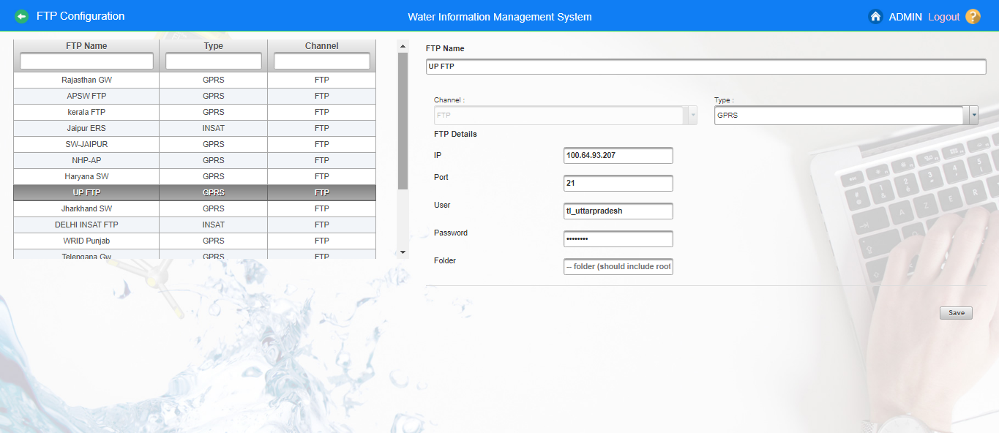 FTP Configuration
Water Information Management System
ADMIN Logout ?
FTP Name Type Channel
Rajasthan GW GPRS FTP
APSW FTP GPRS FTP
kerala FTP GPRS FTP
Jaipur ERS INSAT FTP
SW-JAIPUR GPRS FTP
NHP-AP GPRS FTP
Haryana SW GPRS FTP
UP FTP GPRS FTP
Jharkhand SW GPRS FTP
DELHI INSAT FTP INSAT FTP
WRID Punjab GPRS FTP
Telengana Gw GPRS FTP
FTP Name
UP FTP
Channel : Type :
FTP GPRS
FTP Details
IP 100.64.93.207
Port 21
User tl_uttarpradesh
Password ••••••••
Folder -- folder (should include root
Save